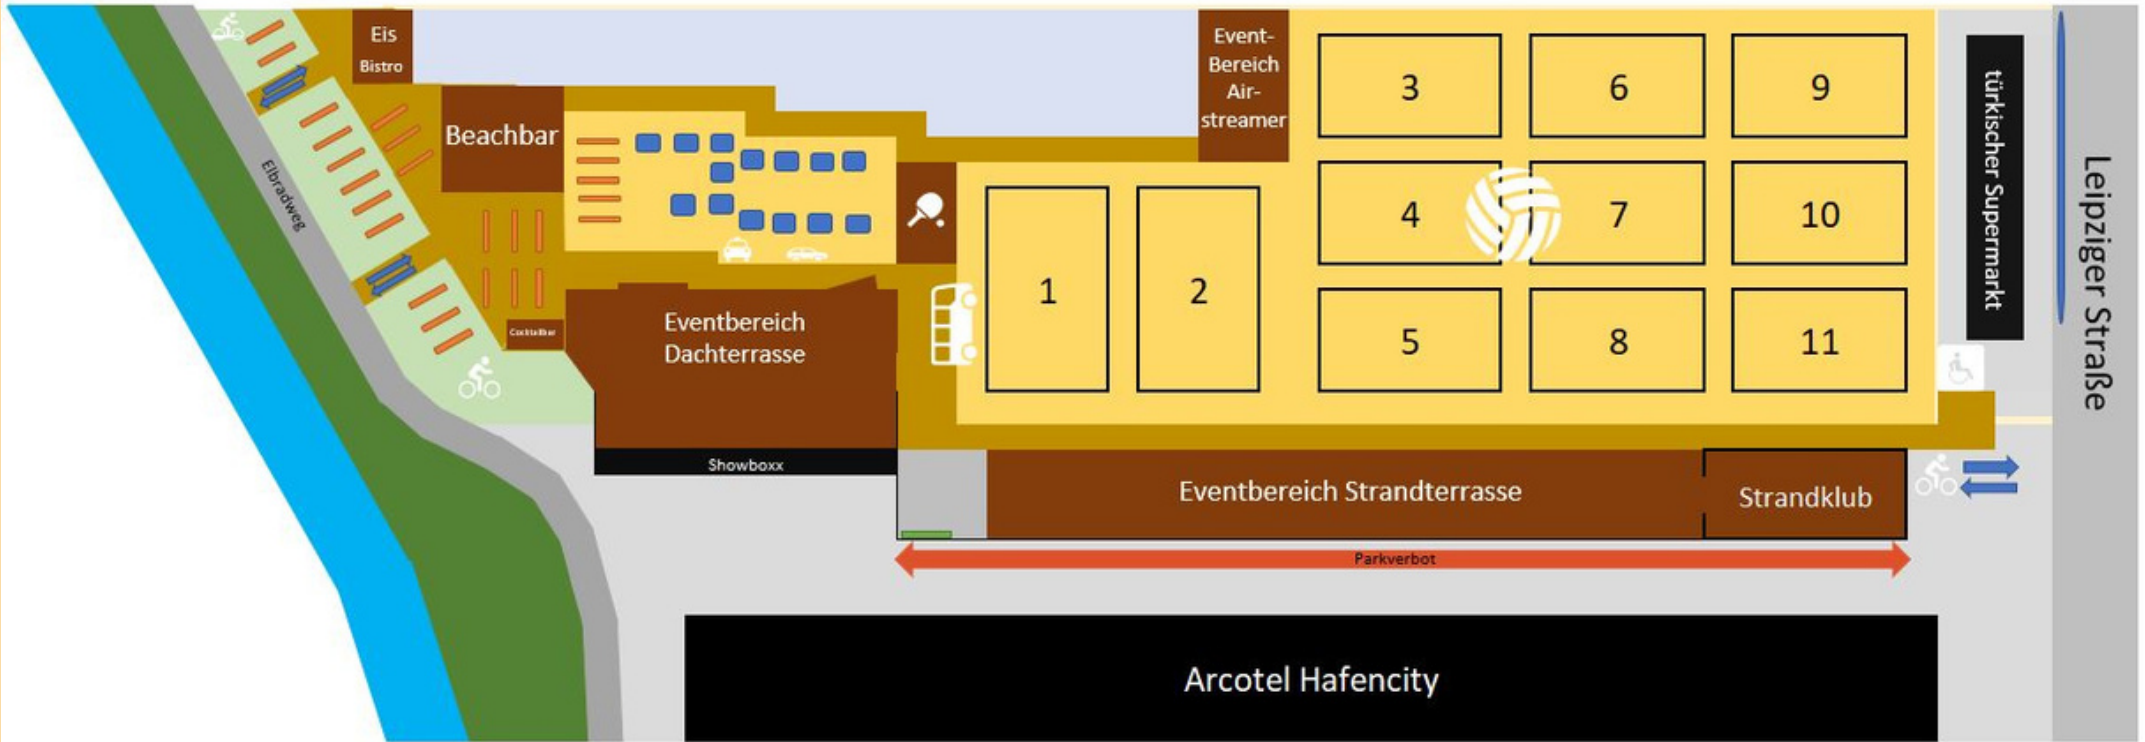 Eis
Bistro
Beachbar
Elbradweg
Cocktailbar
Eventbereich
Dachterrasse
Showboxx
Event-
Bereich
Air-
streamer
1
2
3
6
9
4
7
10
5
8
11
türkischer Supermarkt
Leipziger Straße
Eventbereich Strandterrasse
Strandklub
Parkverbot
Arcotel Hafencity